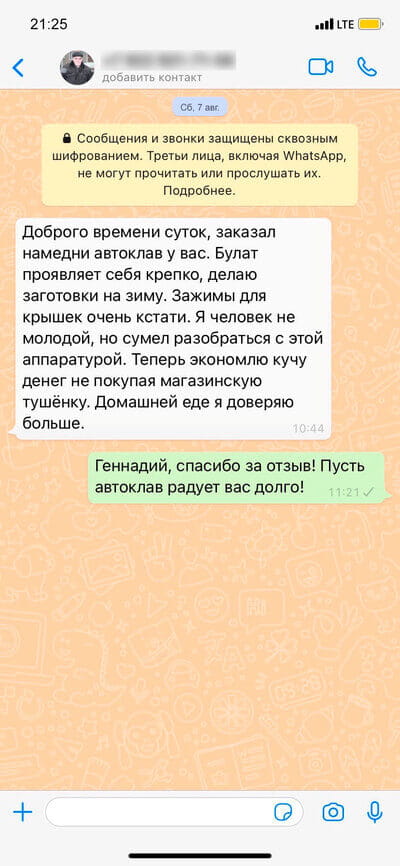 21:25
LTE
добавить контакт
Сб, 7 авг.
Сообщения и звонки защищены сквозным
шифрованием. Третьи лица, включая WhatsApp,
не могут прочитать или прослушать их.
Подробнее.
Доброго времени суток, заказал
намедни автоклав у вас. Булат
проявляет себя крепко, делаю
заготовки на зиму. Зажимы для
крышек очень кстати. Я человек не
молодой, но сумел разобраться с этой
аппаратурой. Теперь экономлю кучу
денег не покупая магазинскую
тушёнку. Домашней еде я доверяю
больше.
10:44
Геннадий, спасибо за отзыв! Пусть
автоклав радует вас долго!
11:21